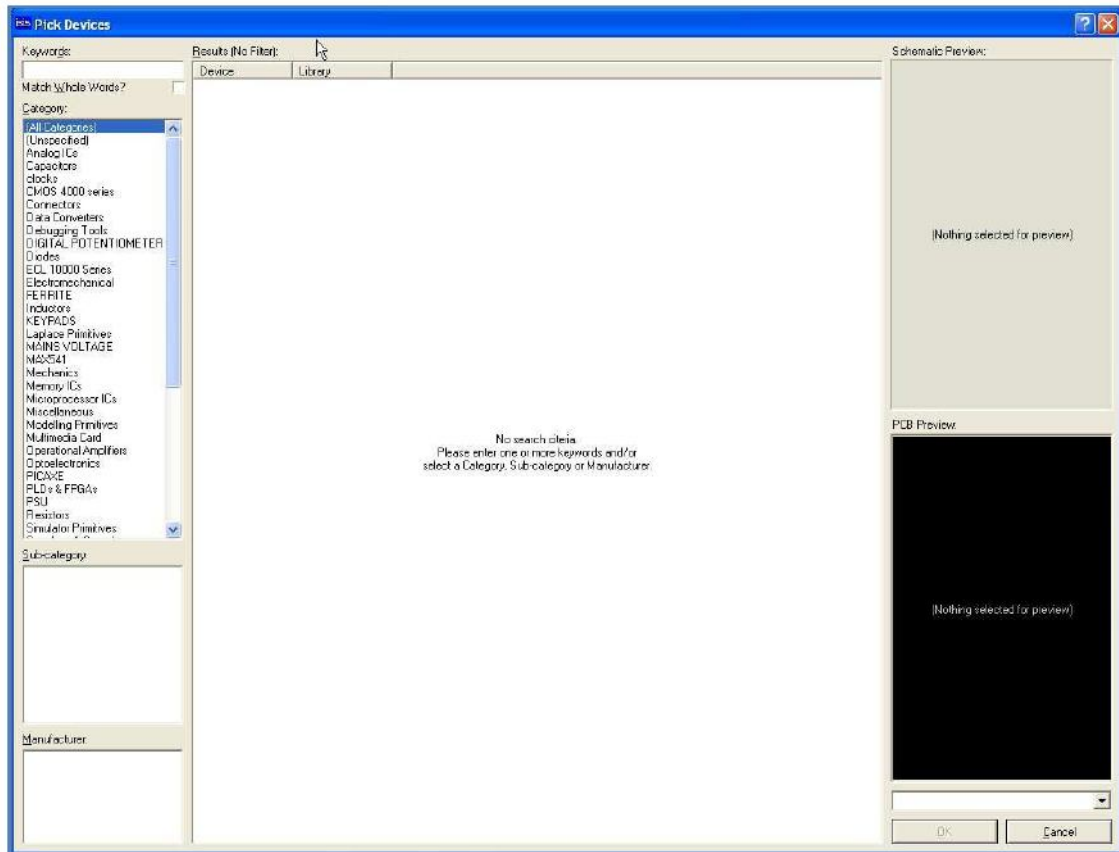 ISIS Pick Devices
Keywords:
Match Whole Words?
Category:
(All Categories)
(Unspecified)
Analog ICs
Capacitors
clocks
CMOS 4000 series
Connectors
Data Converters
Debugging Tools
DIGITAL POTENTIOMETER
Diodes
ECL 10000 Series
Electromechanical
FERRITE
Inductors
KEYPADS
Laplace Primitives
MAINS VOLTAGE
MAX541
Mechanics
Memory ICs
Microprocessor ICs
Miscellaneous
Modelling Primitives
Multimedia Card
Operational Amplifiers
Optoelectronics
PICAXE
PLDs & FPGAs
PSU
Resistors
Simulator Primitives
Sub-category
Manufacturer
Results (No Filter):
Device Library
No search criteria.
Please enter one or more keywords and/or
select a Category, Sub-category or Manufacturer.
Schematic Preview:
(Nothing selected for preview)
PCB Preview
(Nothing selected for preview)
OK Cancel